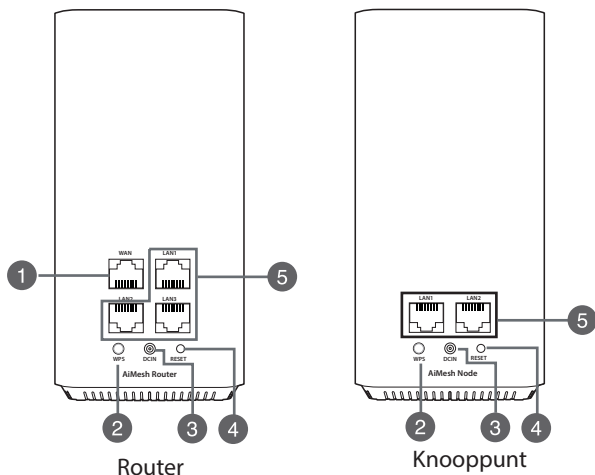 WAN
LAN1
1
5
LAN2
LAN3
WPS
DCIN
RESET
AiMesh Router
2
3
4
Router
LAN1
LAN2
5
WPS
DCIN
RESET
AiMesh Node
2
3
4
Knooppunt